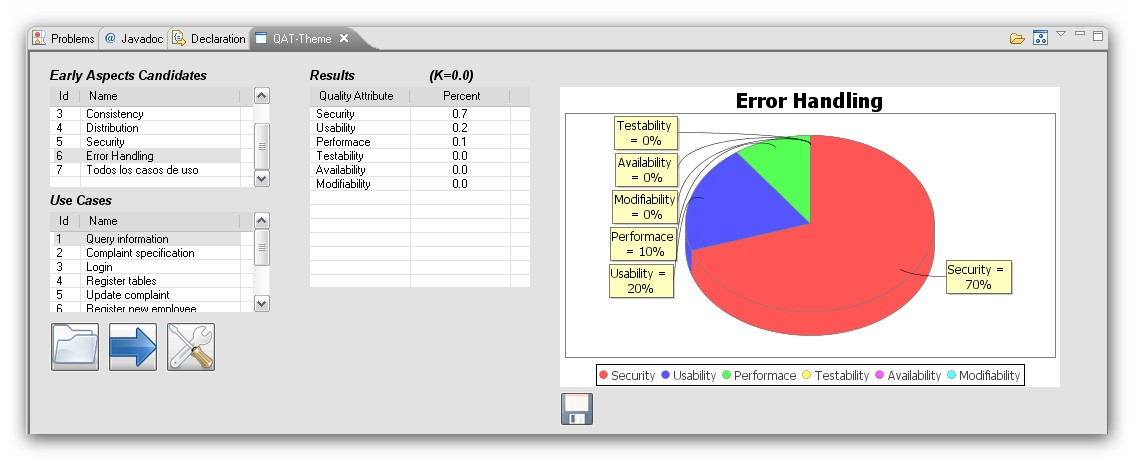 Problems @ Javadoc Declaration QAT-Theme
Early Aspects Candidates
Id Name
3 Consistency
4 Distribution
5 Security
6 Error Handling
7 Todos los casos de uso
Use Cases
Id Name
1 Query information
2 Complaint specification
3 Login
4 Register tables
5 Update complaint
6 Register new employee
Results (K=0.0)
Quality Attribute Percent
Security 0.7
Usability 0.2
Performace 0.1
Testability 0.0
Availability 0.0
Modifiability 0.0
Error Handling
Testability
= 0%
Availability
= 0%
Modifiability
= 0%
Performace
= 10%
Usability =
20%
Security =
70%
Security Usability Performace Testability Availability Modifiability